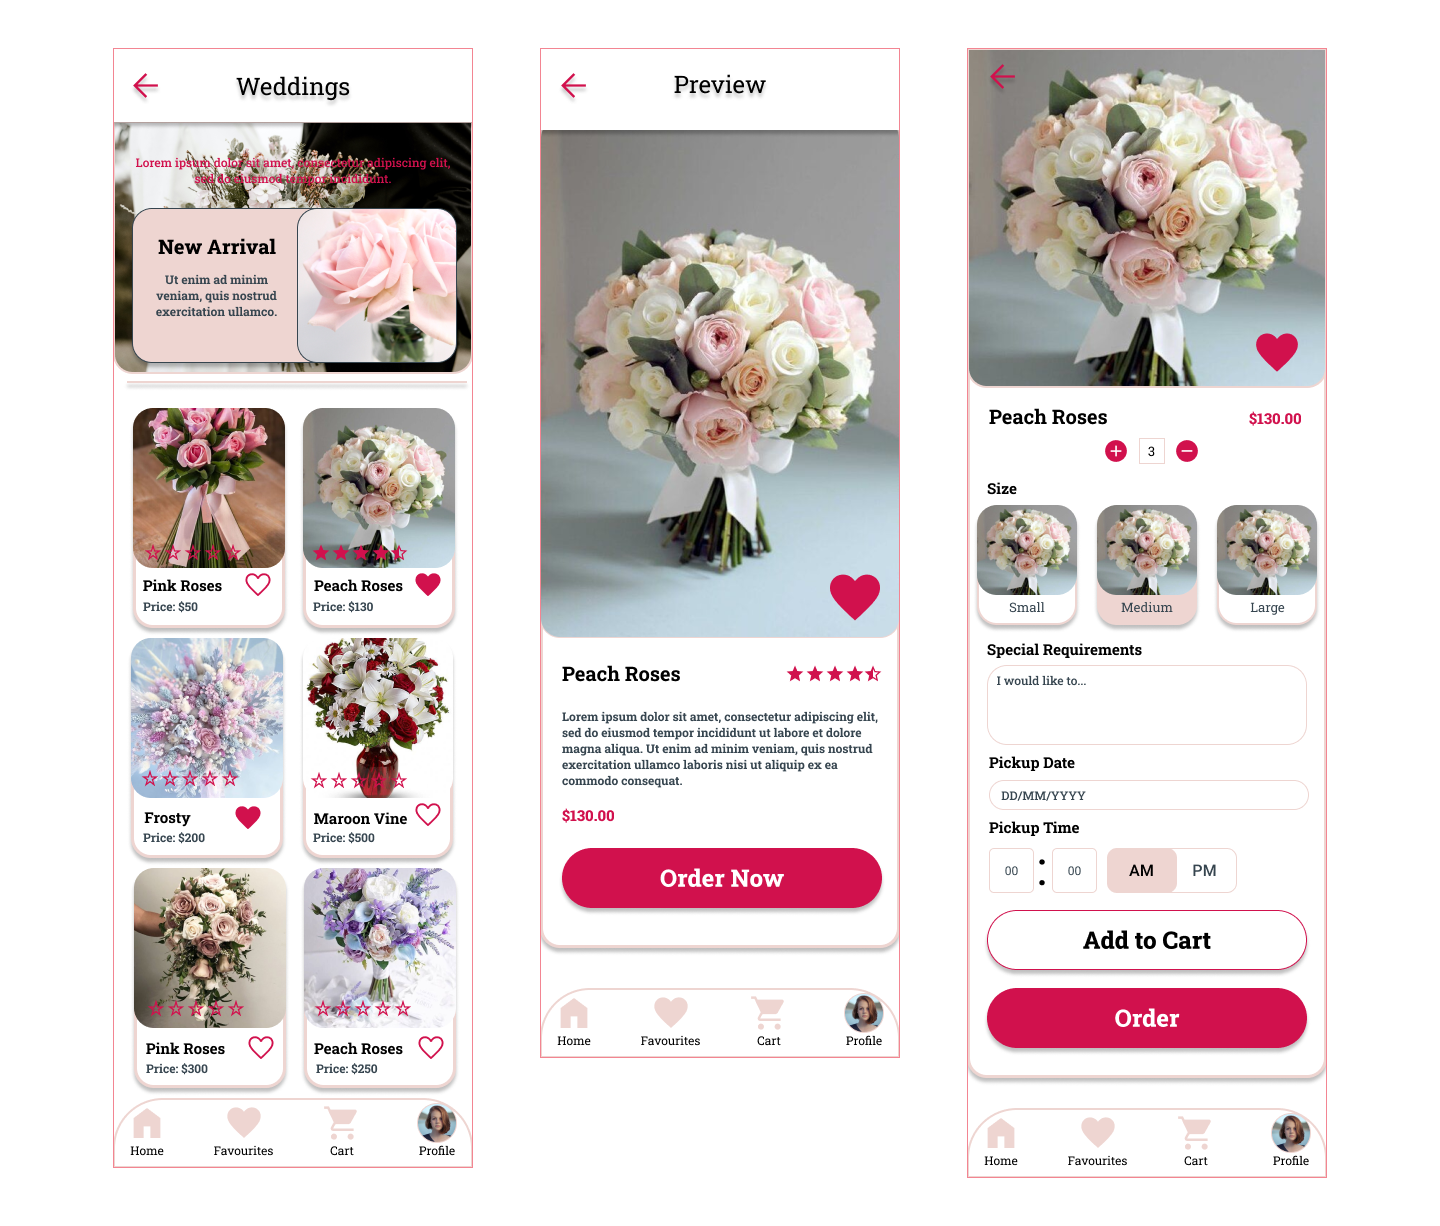 Weddings
Lorem ipsum dolor sit amet, consectetur adipiscing elit,
sed do eiusmod tempor incididunt.
New Arrival
Ut enim ad minim
veniam, quis nostrud
exercitation ullamco.
Pink Roses
Price: $50
Peach Roses
Price: $130
Frosty
Price: $200
Maroon Vine
Price: $500
Pink Roses
Price: $300
Peach Roses
Price: $250
Home
Favourites
Cart
Profile
Preview
Peach Roses
Lorem ipsum dolor sit amet, consectetur adipiscing elit,
sed do eiusmod tempor incididunt ut labore et dolore
magna aliqua. Ut enim ad minim veniam, quis nostrud
exercitation ullamco laboris nisi ut aliquip ex ea
commodo consequat.
$130.00
Order Now
Home
Favourites
Cart
Profile
Peach Roses
$130.00
3
Size
Small
Medium
Large
Special Requirements
I would like to...
Pickup Date
DD/MM/YYYY
Pickup Time
00 : 00 AM PM
Add to Cart
Order
Home
Favourites
Cart
Profile